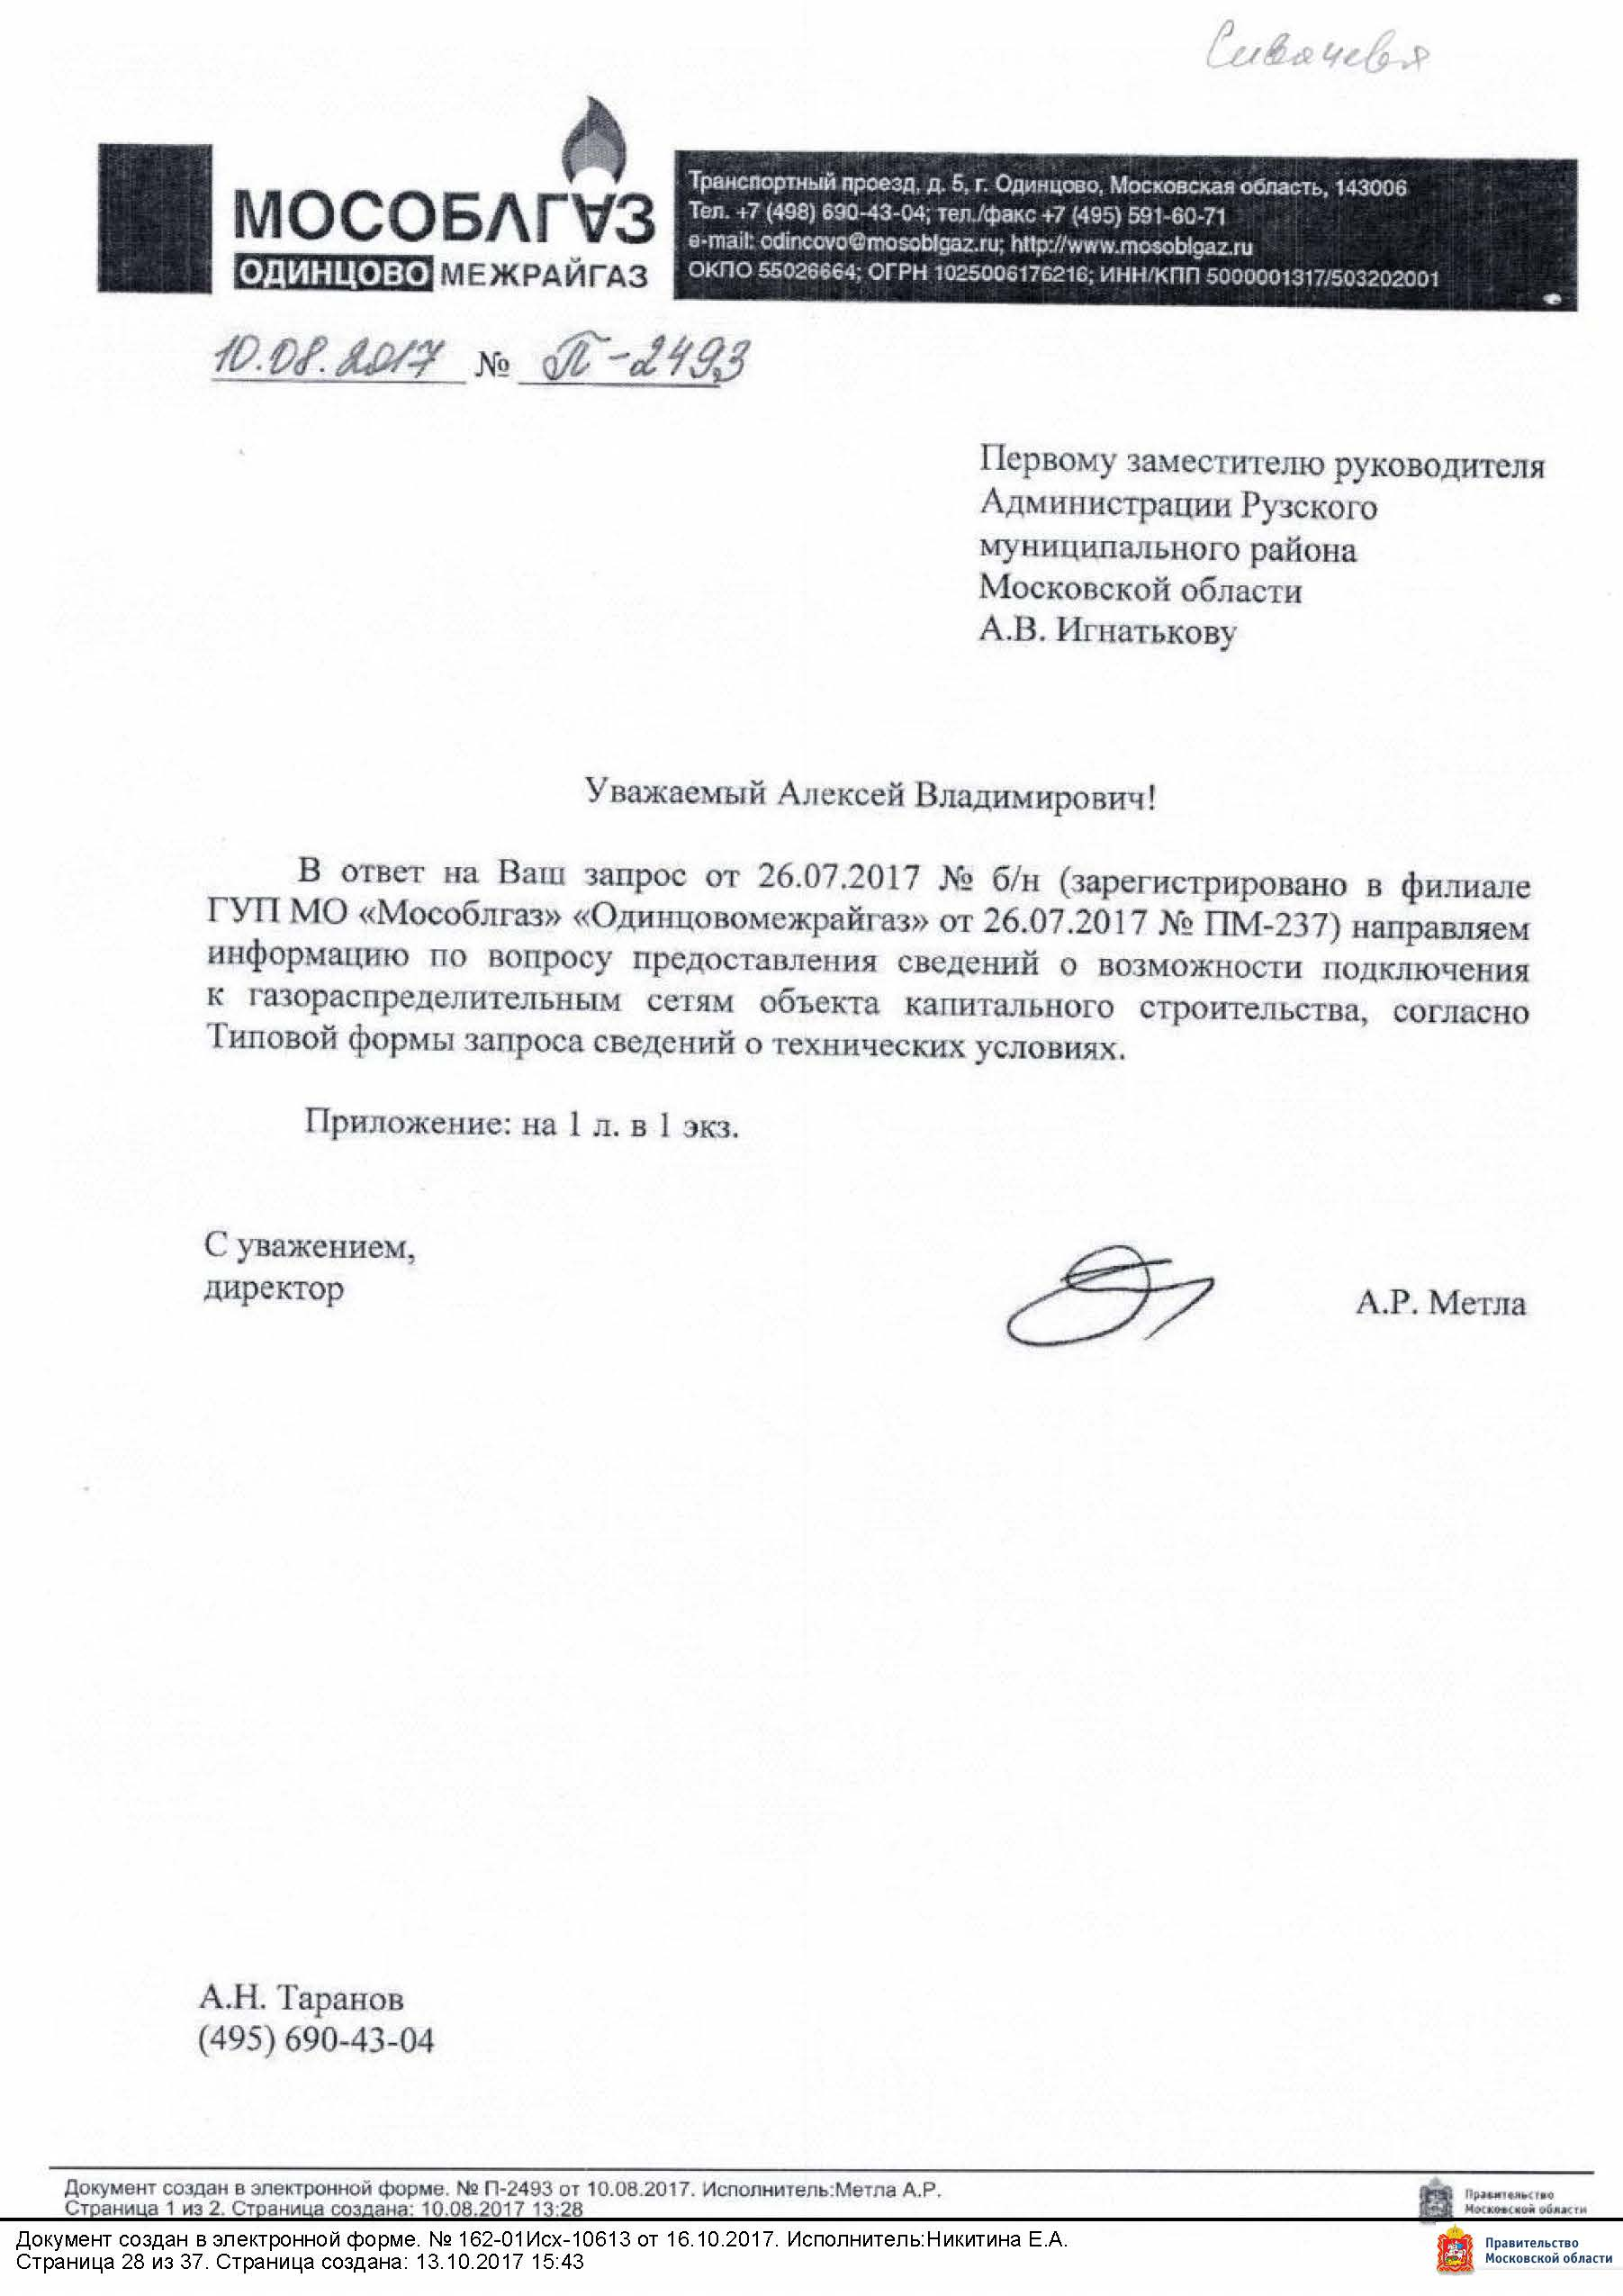 Сивачева
МОСОБЛГАЗ
ОДИНЦОВО МЕЖРАЙГАЗ
Транспортный проезд, д. 5, г. Одинцово, Московская область, 143006
Тел. +7 (498) 690-43-04; тел./факс +7 (495) 591-60-71
e-mail: odincovo@mosoblgaz.ru; http://www.mosoblgaz.ru
ОКПО 55026664; ОГРН 1025006176216; ИНН/КПП 5000001317/503202001
10.08.2017 № П-2493
Первому заместителю руководителя
Администрации Рузского
муниципального района
Московской области
А.В. Игнатькову
Уважаемый Алексей Владимирович!
В ответ на Ваш запрос от 26.07.2017 № б/н (зарегистрировано в филиале
ГУП МО «Мособлгаз» «Одинцовомежрайгаз» от 26.07.2017 № ПМ-237) направляем
информацию по вопросу предоставления сведений о возможности подключения
к газораспределительным сетям объекта капитального строительства, согласно
Типовой формы запроса сведений о технических условиях.
Приложение: на 1 л. в 1 экз.
С уважением,
директор
А.Р. Метла
А.Н. Таранов
(495) 690-43-04
Документ создан в электронной форме. № П-2493 от 10.08.2017. Исполнитель:Метла А.Р.
Страница 1 из 2. Страница создана: 10.08.2017 13:28
Правительство
Московской области
Документ создан в электронной форме. № 162-01Исх-10613 от 16.10.2017. Исполнитель:Никитина Е.А.
Страница 28 из 37. Страница создана: 13.10.2017 15:43
Правительство
Московской области